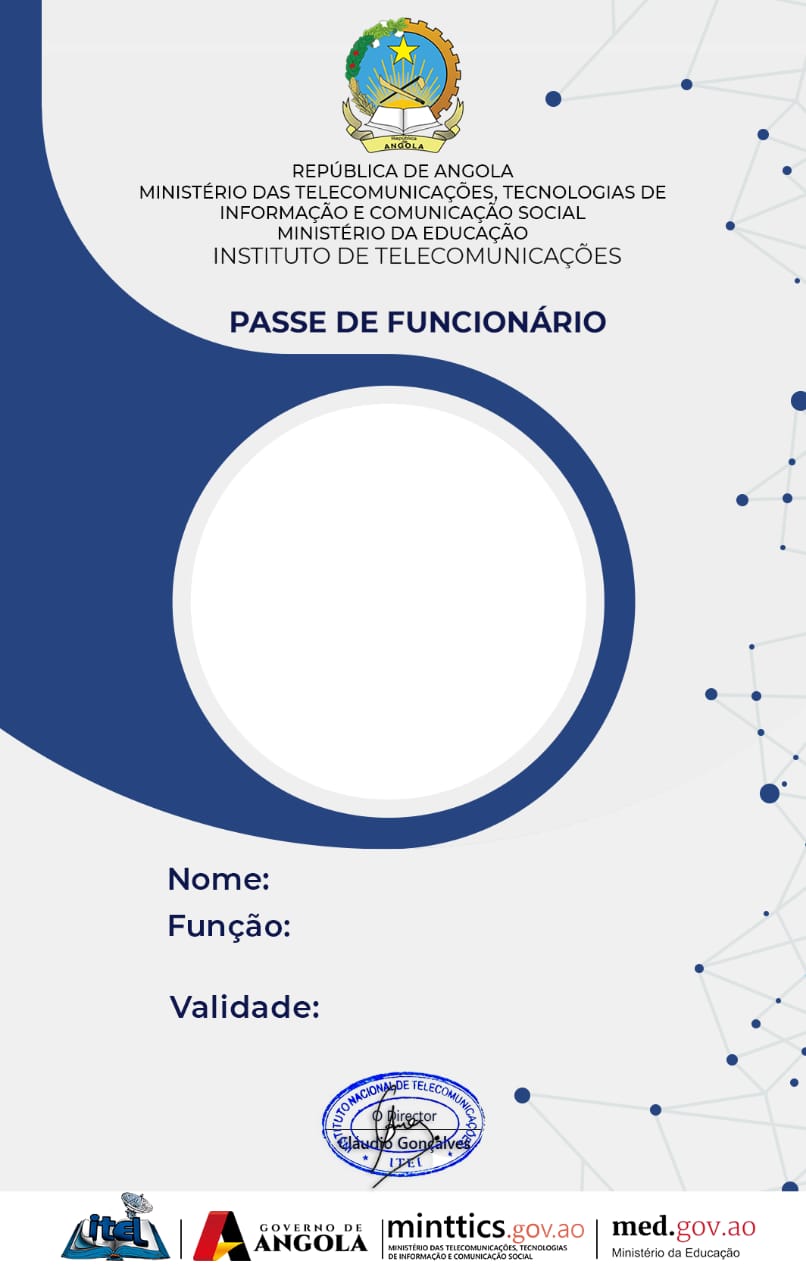 República
de
ANGOLA
REPÚBLICA DE ANGOLA
MINISTÉRIO DAS TELECOMUNICAÇÕES, TECNOLOGIAS DE
INFORMAÇÃO E COMUNICAÇÃO SOCIAL
MINISTÉRIO DA EDUCAÇÃO
INSTITUTO DE TELECOMUNICAÇÕES
PASSE DE FUNCIONÁRIO
Nome:
Função:
Validade:
INSTITUTO NACIONAL DE TELECOMUNICAÇÕES
O Director
Cláudio Gonçalves
ITEL
itel
GOVERNO DE
ANGOLA
minttics.gov.ao
MINISTÉRIO DAS TELECOMUNICAÇÕES, TECNOLOGIAS
DE INFORMAÇÃO E COMUNICAÇÃO SOCIAL
med.gov.ao
Ministério da Educação